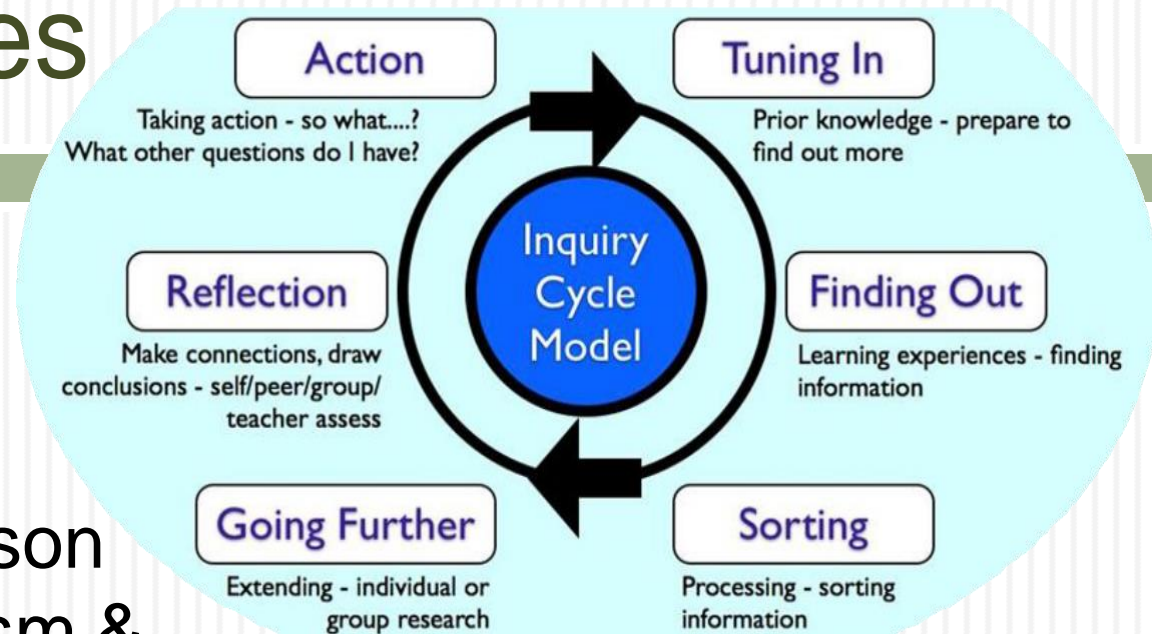 es
Action
Taking action - so what....?
What other questions do I have?
Tuning In
Prior knowledge - prepare to
find out more
Inquiry
Cycle
Model
Reflection
Make connections, draw
conclusions - self/peer/group/
teacher assess
Finding Out
Learning experiences - finding
information
Going Further
Extending - individual or
group research
Sorting
Processing - sorting
information
son
sm &